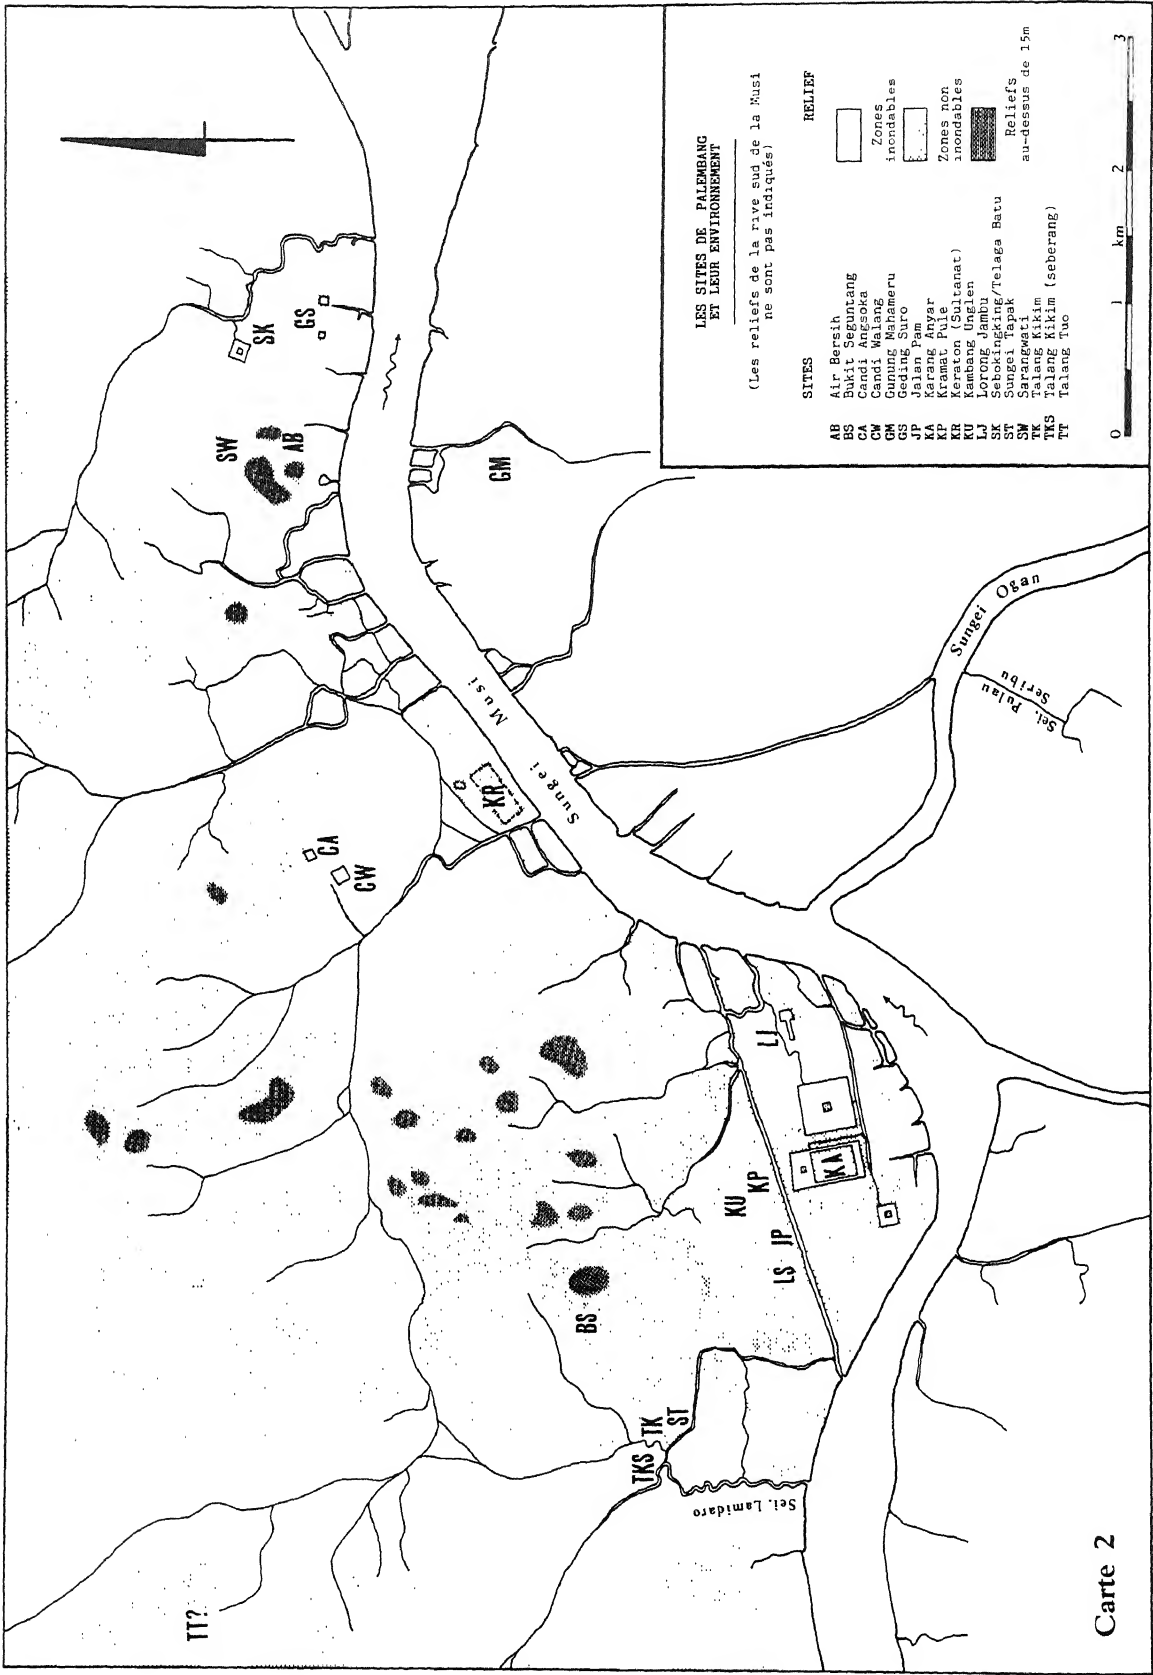 LES SITES DE PALEMBANG
ET LEUR ENVIRONNEMENT
(Les reliefs de la rive sud de la Musi
ne sont pas indiqués)
SITES
AB Air Bersih
BS Bukit Seguntang
CA Candi Angsoka
CW Candi Walang
GM Gunung Mahameru
GS Geding Suro
JP Jalan Pam
KA Karang Anyar
KP Kramat Pule
KR Keraton (Sultanat)
KU Kambang Unglen
LJ Lorong Jambu
SK Sebokingking/Telaga Batu
ST Sungei Tapak
SW Sarangwati
TK Talang Kikim
TKS Talang Kikim (seberang)
TT Talang Tuo
RELIEF
Zones
inondables
Zones non
inondables
Reliefs
au-dessus de 15m
0 1 km 2 3
TT?
TKS
TK
ST
Sei. Lamidaro
BS
LS
JP
KU
KP
KA
LJ
CW
CA
KR
Sungei Musi
Sungei Ogan
Sei. Pulau
Seribu
SW
AB
GM
SK
GS
Carte 2